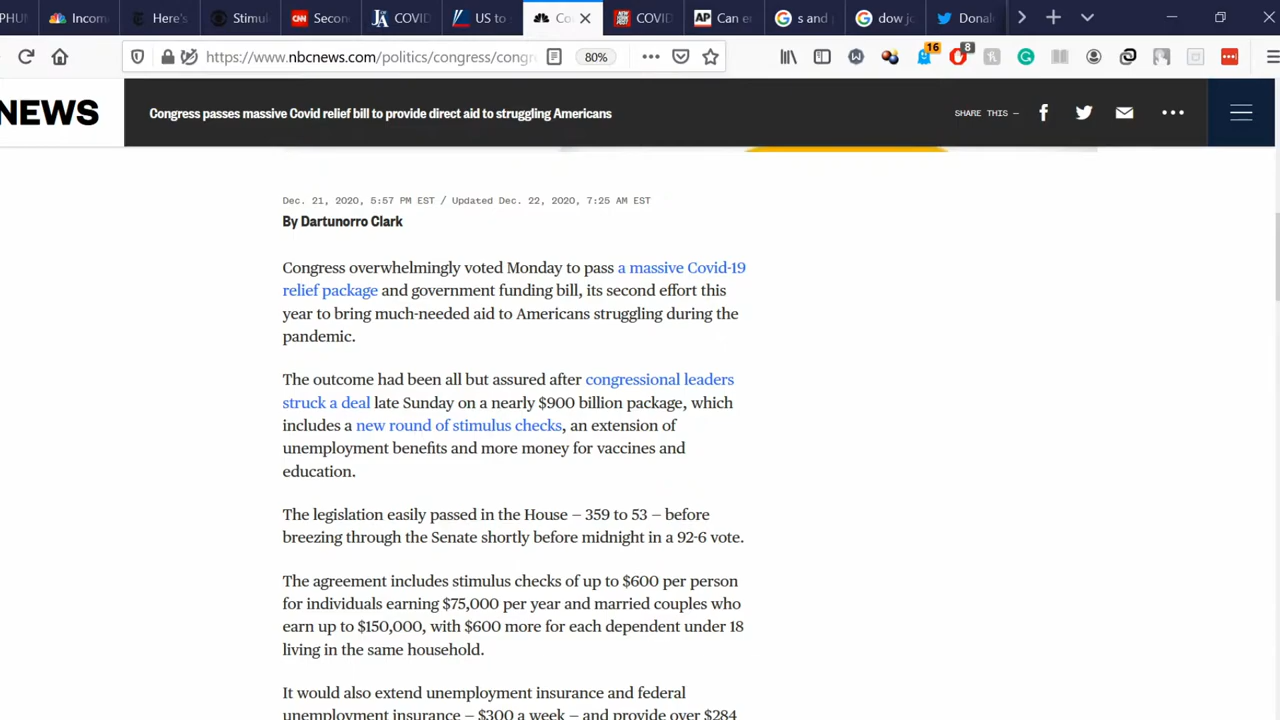 PHUN
Incom
Here's
Stimul
CNN
Secon
COVID
US to
Co
COVID
AP
Can e
s and
dow jo
Donal
https://www.nbcnews.com/politics/congress/congr
80%
16
8
NEWS
Congress passes massive Covid relief bill to provide direct aid to struggling Americans
SHARE THIS —
Dec. 21, 2020, 5:57 PM EST / Updated Dec. 22, 2020, 7:25 AM EST
By Dartunorro Clark
Congress overwhelmingly voted Monday to pass a massive Covid-19
relief package and government funding bill, its second effort this
year to bring much-needed aid to Americans struggling during the
pandemic.
The outcome had been all but assured after congressional leaders
struck a deal late Sunday on a nearly $900 billion package, which
includes a new round of stimulus checks, an extension of
unemployment benefits and more money for vaccines and
education.
The legislation easily passed in the House — 359 to 53 — before
breezing through the Senate shortly before midnight in a 92-6 vote.
The agreement includes stimulus checks of up to $600 per person
for individuals earning $75,000 per year and married couples who
earn up to $150,000, with $600 more for each dependent under 18
living in the same household.
It would also extend unemployment insurance and federal
unemployment insurance — $300 a week — and provide over $284